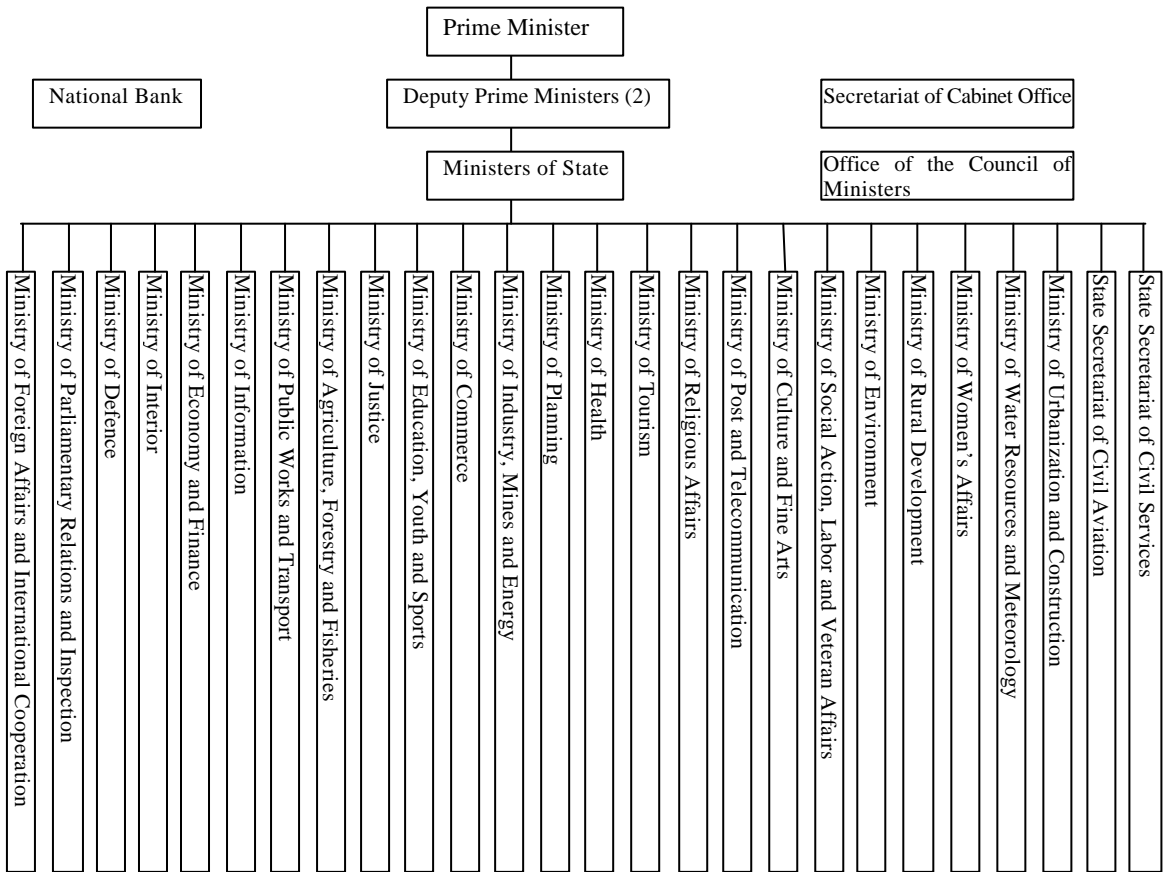 Prime Minister
National Bank
Deputy Prime Ministers (2)
Secretariat of Cabinet Office
Ministers of State
Office of the Council of
Ministers
Ministry of Foreign Affairs and International Cooperation
Ministry of Parliamentary Relations and Inspection
Ministry of Defence
Ministry of Interior
Ministry of Economy and Finance
Ministry of Information
Ministry of Public Works and Transport
Ministry of Agriculture, Forestry and Fisheries
Ministry of Justice
Ministry of Education, Youth and Sports
Ministry of Commerce
Ministry of Industry, Mines and Energy
Ministry of Planning
Ministry of Health
Ministry of Tourism
Ministry of Religious Affairs
Ministry of Post and Telecommunication
Ministry of Culture and Fine Arts
Ministry of Social Action, Labor and Veteran Affairs
Ministry of Environment
Ministry of Rural Development
Ministry of Women’s Affairs
Ministry of Water Resources and Meteorology
Ministry of Urbanization and Construction
State Secretariat of Civil Aviation
State Secretariat of Civil Services